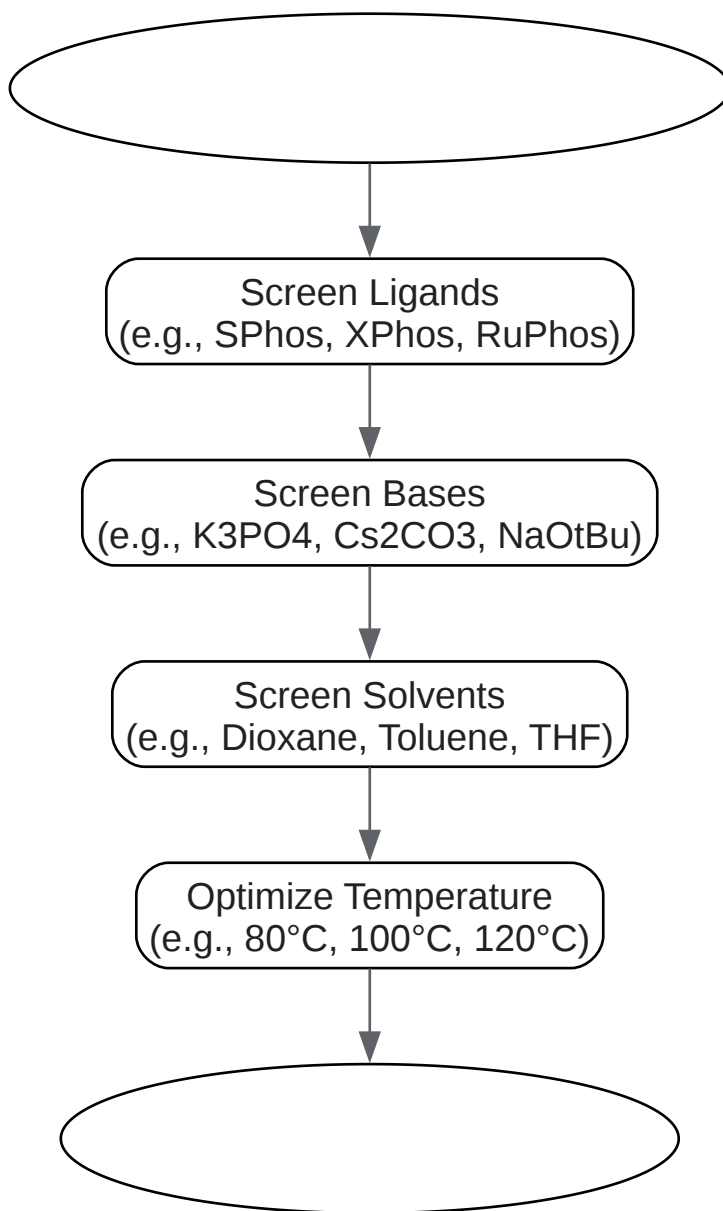 Screen Ligands
(e.g., SPhos, XPhos, RuPhos)
Screen Bases
(e.g., K3PO4, Cs2CO3, NaOtBu)
Screen Solvents
(e.g., Dioxane, Toluene, THF)
Optimize Temperature
(e.g., 80°C, 100°C, 120°C)